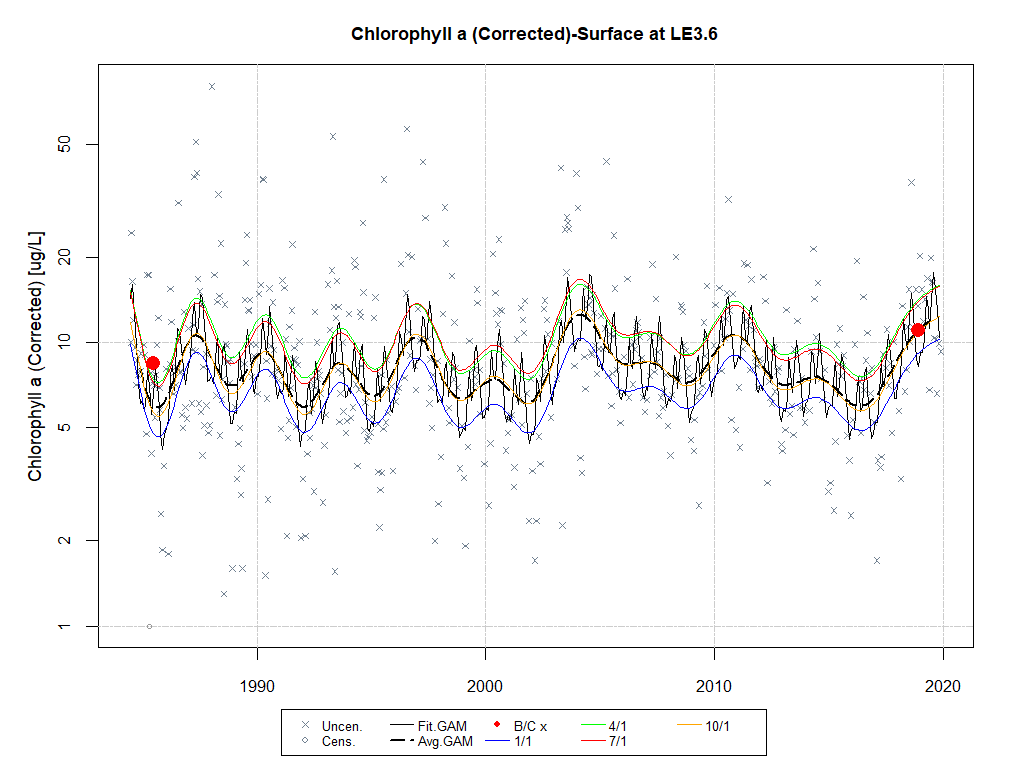 Chlorophyll a (Corrected)-Surface at LE3.6
Chlorophyll a (Corrected) [ug/L]
50
20
10
5
2
1
1990 2000 2010 2020
Uncen. Fit.GAM B/C x 4/1 10/1
Cens. Avg.GAM 1/1 7/1